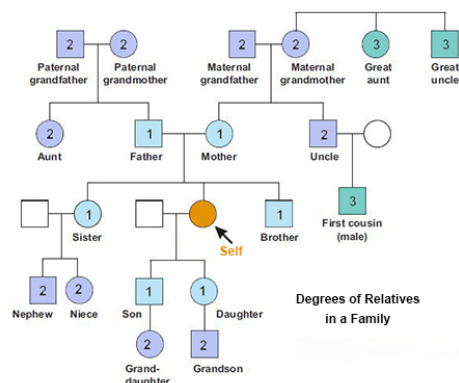 2 2 2 2 3 3
Paternal grandfather
Paternal grandmother
Maternal grandfather
Maternal grandmother
Great aunt
Great uncle
2 1 1 2
Aunt Father Mother Uncle
1 1 3
Sister
Self
Brother
First cousin
(male)
2 2 1 1
Nephew Niece Son Daughter
Degrees of Relatives
in a Family
2 2
Grand-
daughter
Grandson